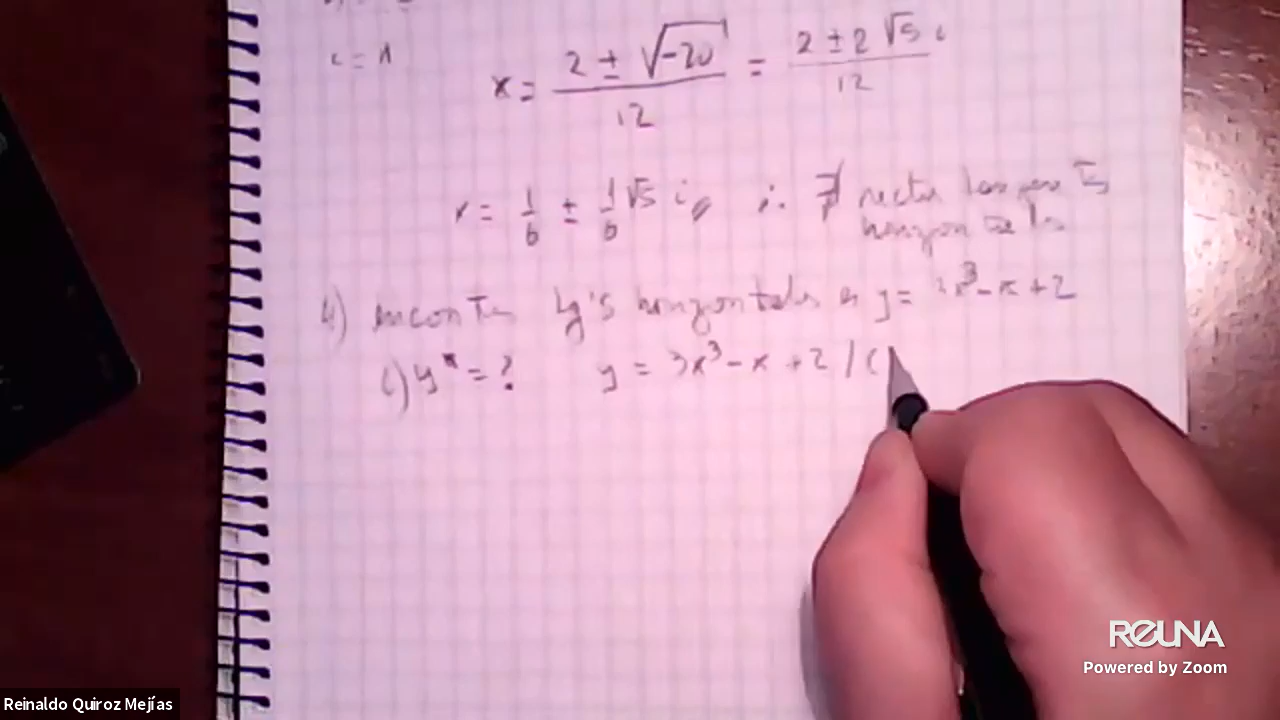 c = 1
x = (2 ± √-20) / 12 = (2 ± 2√5 i) / 12
x = 1/6 ± 1/6 √5 i, ∴ ∄ recta tangente
horizontal
4) encontrar horizontales a y = 3x³ - x + 2
i) y* = ? y = 3x³ - x + 2 / (
REUNA
Powered by Zoom
Reinaldo Quiroz Mejías